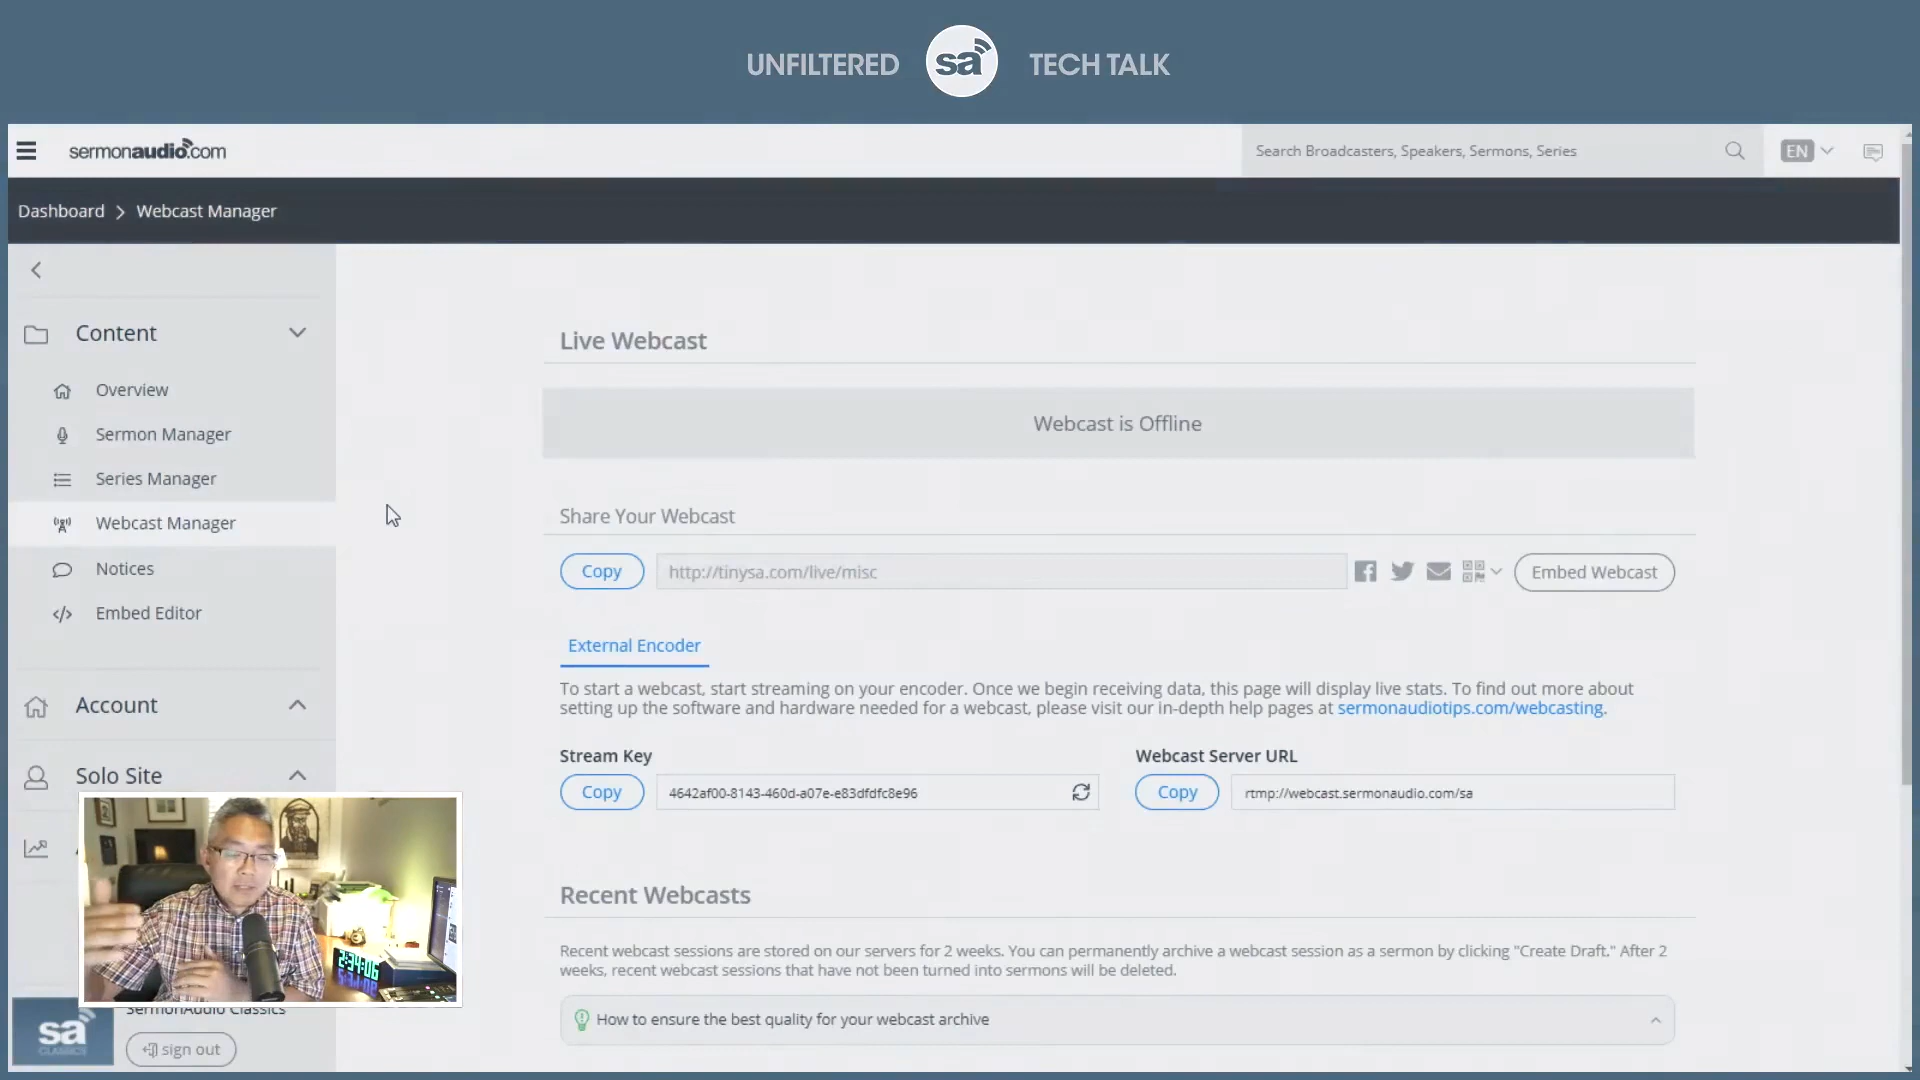 UNFILTERED sa TECH TALK
sermonaudio.com
Search Broadcasters, Speakers, Sermons, Series
EN
Dashboard > Webcast Manager
Content
Overview
Sermon Manager
Series Manager
Webcast Manager
Notices
Embed Editor
Account
Solo Site
SermonAudio Classics
sa
CLASSICS
sign out
Live Webcast
Webcast is Offline
Share Your Webcast
Copy http://tinysa.com/live/misc Embed Webcast
External Encoder
To start a webcast, start streaming on your encoder. Once we begin receiving data, this page will display live stats. To find out more about
setting up the software and hardware needed for a webcast, please visit our in-depth help pages at sermonaudiotips.com/webcasting.
Stream Key
Copy 4642af00-8143-460d-a07e-e83dfdfc8e96
Webcast Server URL
Copy rtmp://webcast.sermonaudio.com/sa
Recent Webcasts
Recent webcast sessions are stored on our servers for 2 weeks. You can permanently archive a webcast session as a sermon by clicking "Create Draft." After 2
weeks, recent webcast sessions that have not been turned into sermons will be deleted.
How to ensure the best quality for your webcast archive
2:34:06